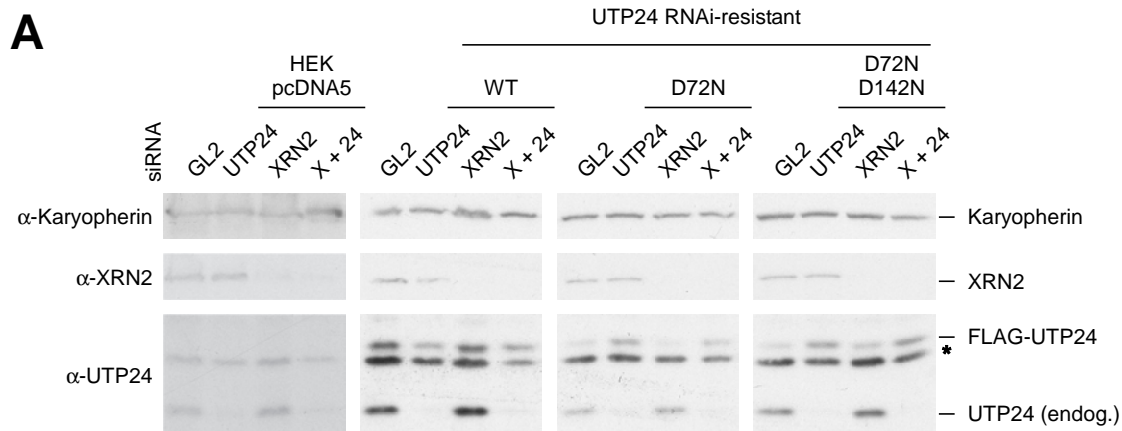 A
UTP24 RNAi-resistant
HEK
pcDNA5
WT
D72N
D72N
D142N
siRNA
GL2 UTP24 XRN2 X + 24 GL2 UTP24 XRN2 X + 24 GL2 UTP24 XRN2 X + 24 GL2 UTP24 XRN2 X + 24
α-Karyopherin
Karyopherin
α-XRN2
XRN2
α-UTP24
FLAG-UTP24
*
UTP24 (endog.)